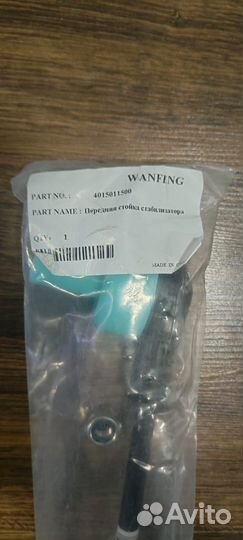 WANFING
PART NO. : 4015011500
PART NAME : Передняя стойка стабилизатора
Q'ty: 1
MADE IN
Avito